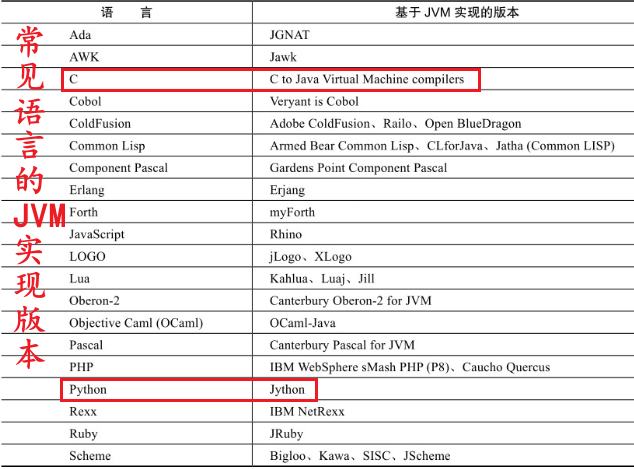 常见语言的JVM实现版本
语 言 基于 JVM 实现的版本
Ada JGNAT
AWK Jawk
C C to Java Virtual Machine compilers
Cobol Veryant is Cobol
ColdFusion Adobe ColdFusion、Railo、Open BlueDragon
Common Lisp Armed Bear Common Lisp、CLforJava、Jatha (Common LISP)
Component Pascal Gardens Point Component Pascal
Erlang Erjang
Forth myForth
JavaScript Rhino
LOGO jLogo、XLogo
Lua Kahlua、Luaj、Jill
Oberon-2 Canterbury Oberon-2 for JVM
Objective Caml (OCaml) OCaml-Java
Pascal Canterbury Pascal for JVM
PHP IBM WebSphere sMash PHP (P8)、Caucho Quercus
Python Jython
Rexx IBM NetRexx
Ruby JRuby
Scheme Bigloo、Kawa、SISC、JScheme